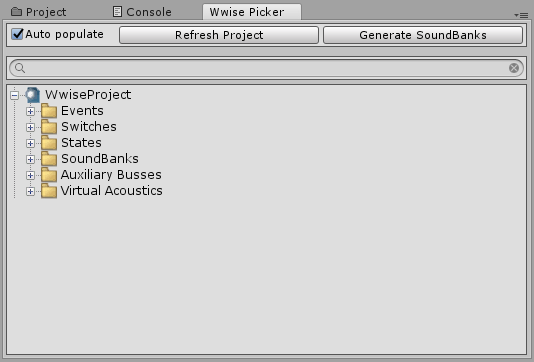 Project Console Wwise Picker
Auto populate Refresh Project Generate SoundBanks
WwiseProject
Events
Switches
States
SoundBanks
Auxiliary Busses
Virtual Acoustics